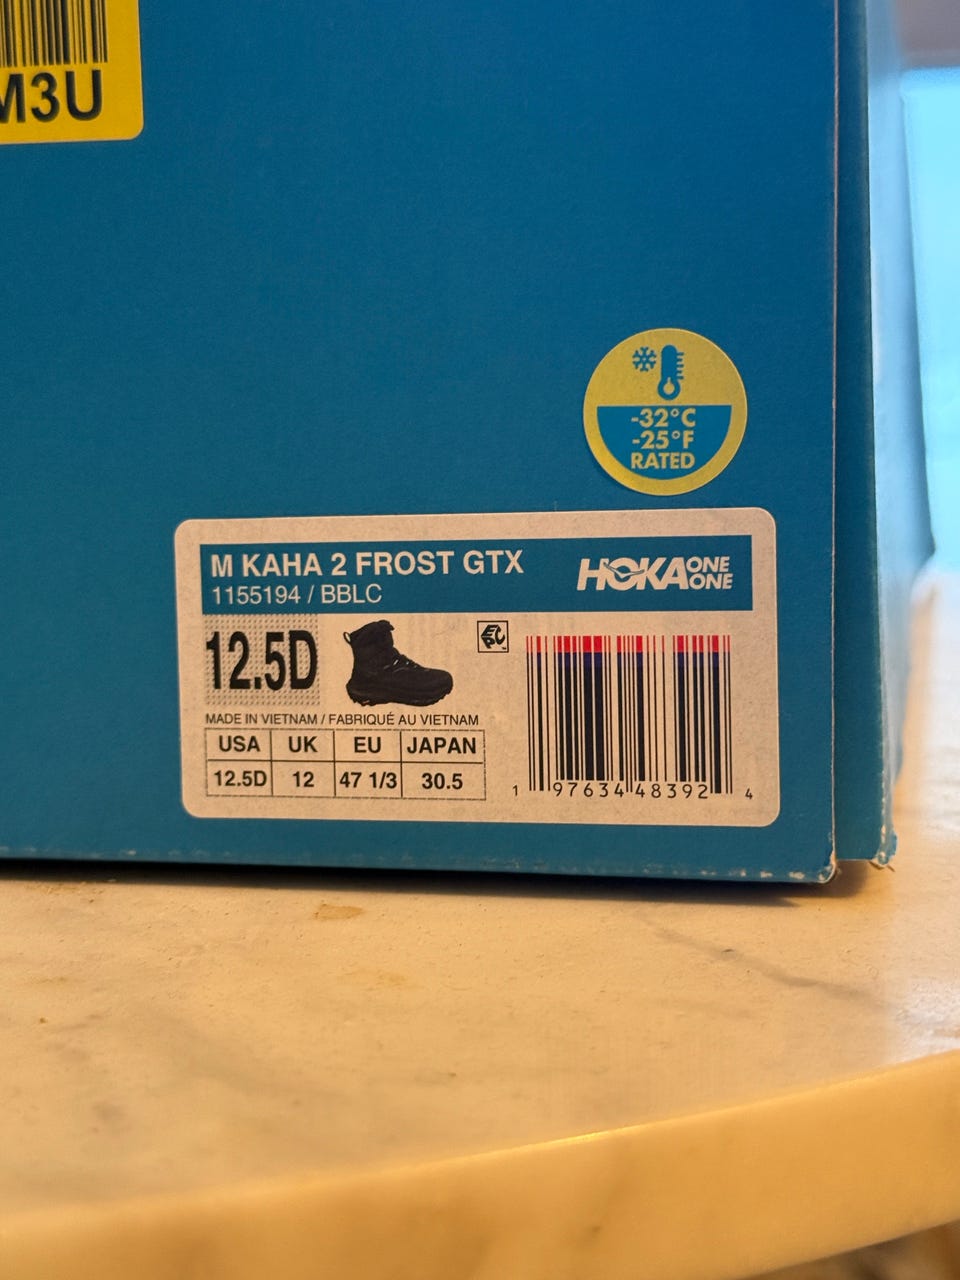 M3U
-32°C
-25°F
RATED
M KAHA 2 FROST GTX
1155194 / BBLC
HOKA ONE ONE
12.5D
EPC
MADE IN VIETNAM / FABRIQUÉ AU VIETNAM
USA UK EU JAPAN
12.5D 12 47 1/3 30.5
1 97634 48392 4